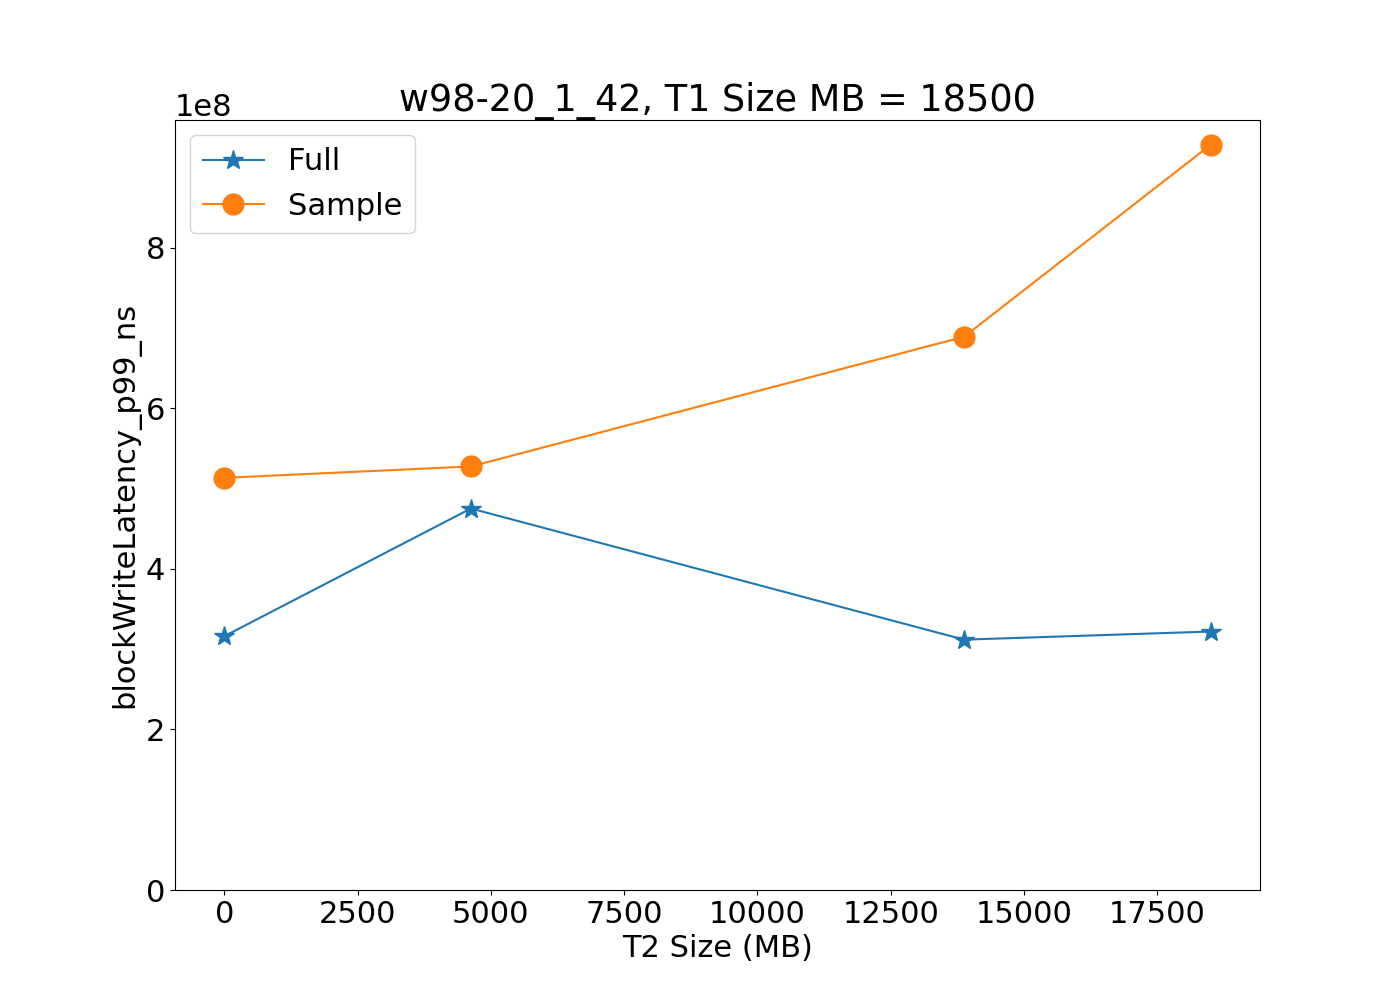 w98-20_1_42, T1 Size MB = 18500
1e8
Full
Sample
8
6
4
2
0
blockWriteLatency_p99_ns
0 2500 5000 7500 10000 12500 15000 17500
T2 Size (MB)